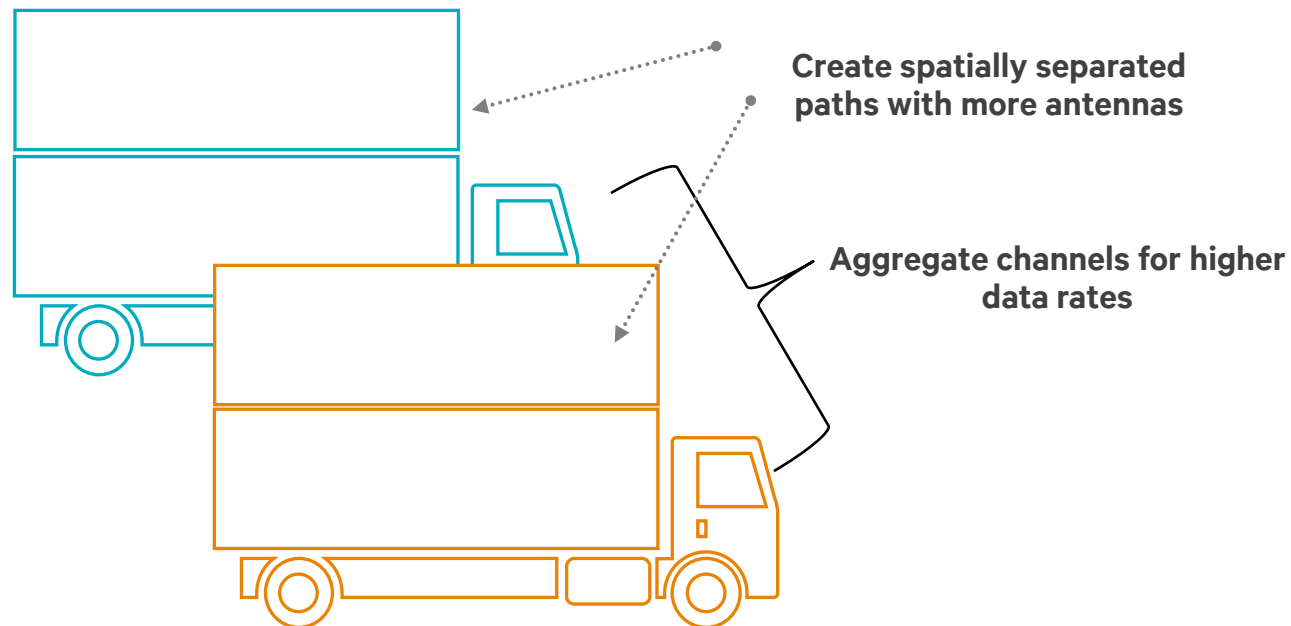 Create spatially separated
paths with more antennas
Aggregate channels for higher
data rates